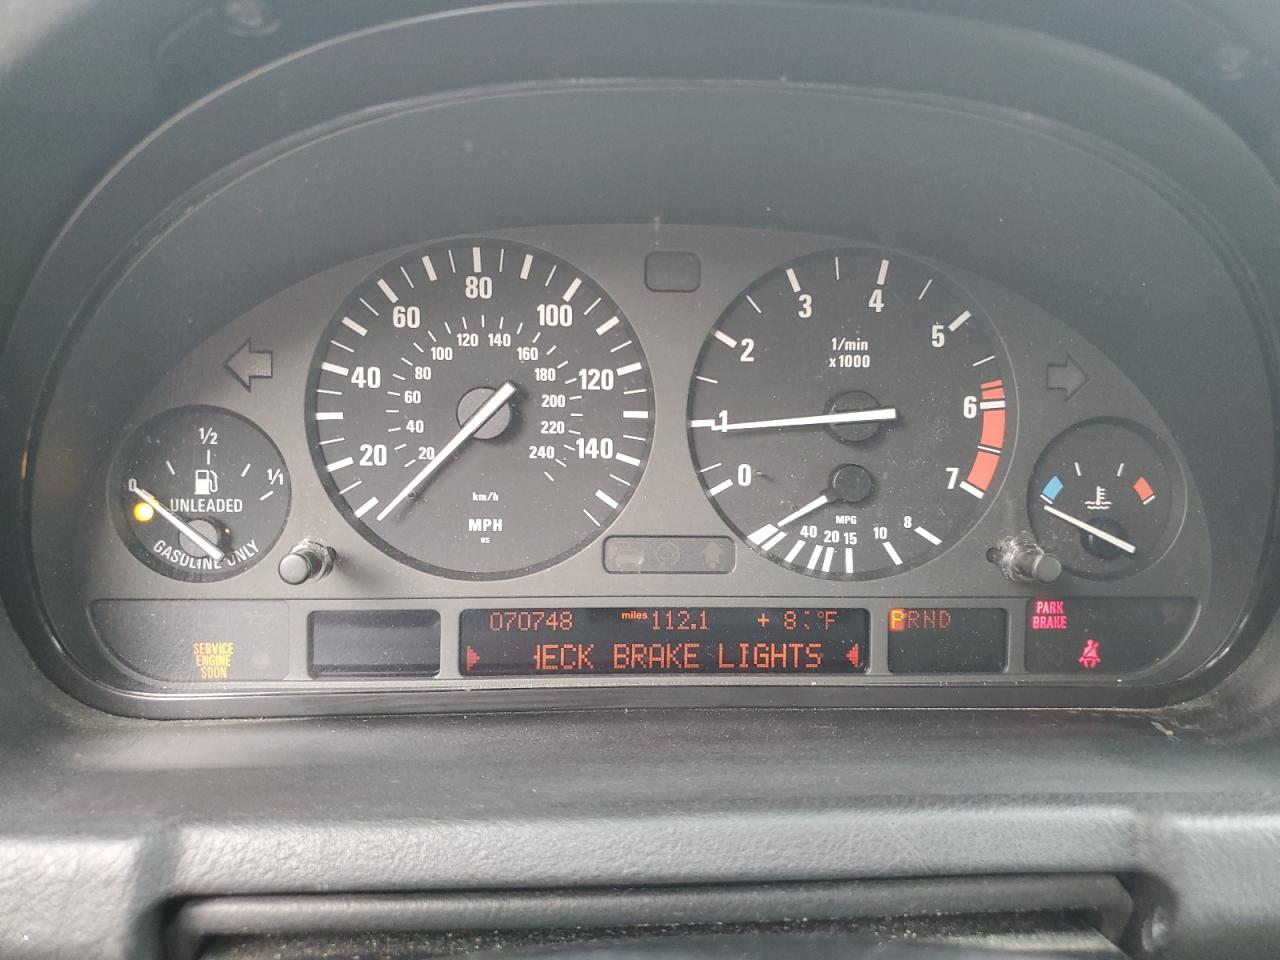 80
60
100
120 140
100
160
40
80
180
120
60
200
40
220
20
20
240
140
km/h
MPH
us
3
4
2
1/min
x1000
5
1
6
0
7
MPG
40
20
15
10
8
1/2
0
1/1
UNLEADED
GASOLINE ONLY
070748
miles
112.1
+ 8
°F
PRND
PARK
BRAKE
SERVICE
ENGINE
SOON
HECK BRAKE LIGHTS